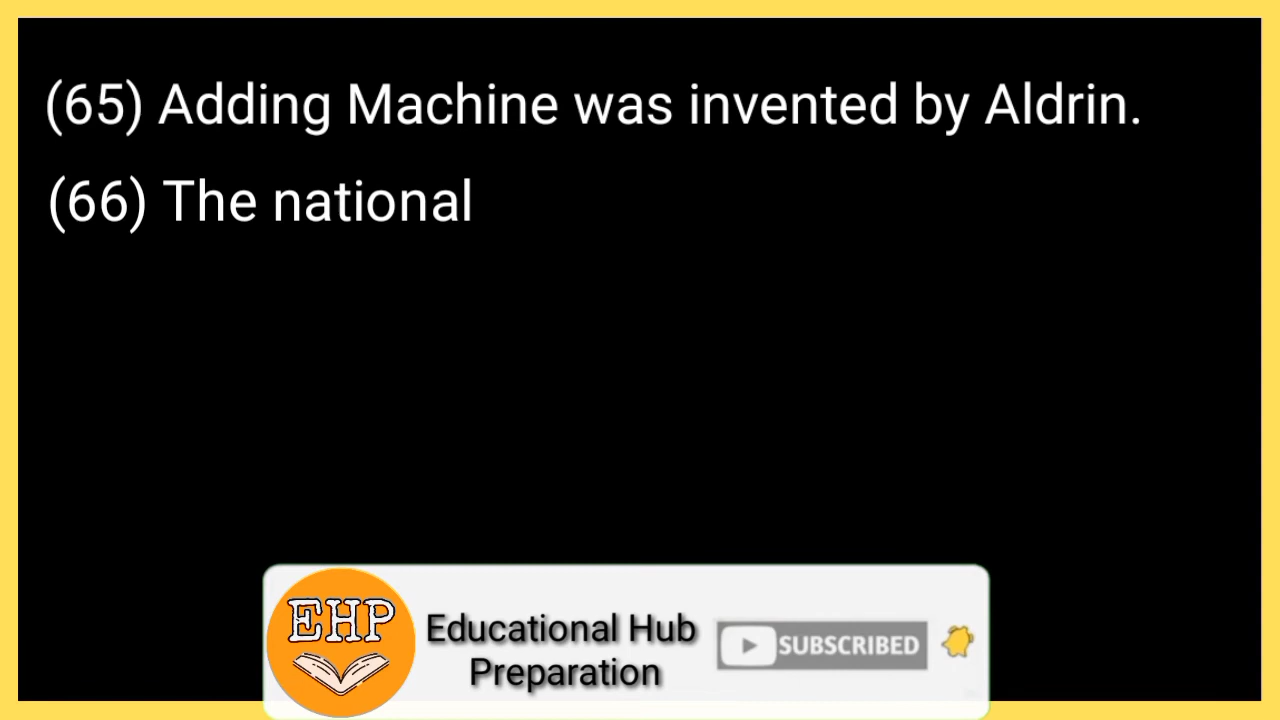 (65) Adding Machine was invented by Aldrin.
(66) The national
EHP
Educational Hub
Preparation
SUBSCRIBED